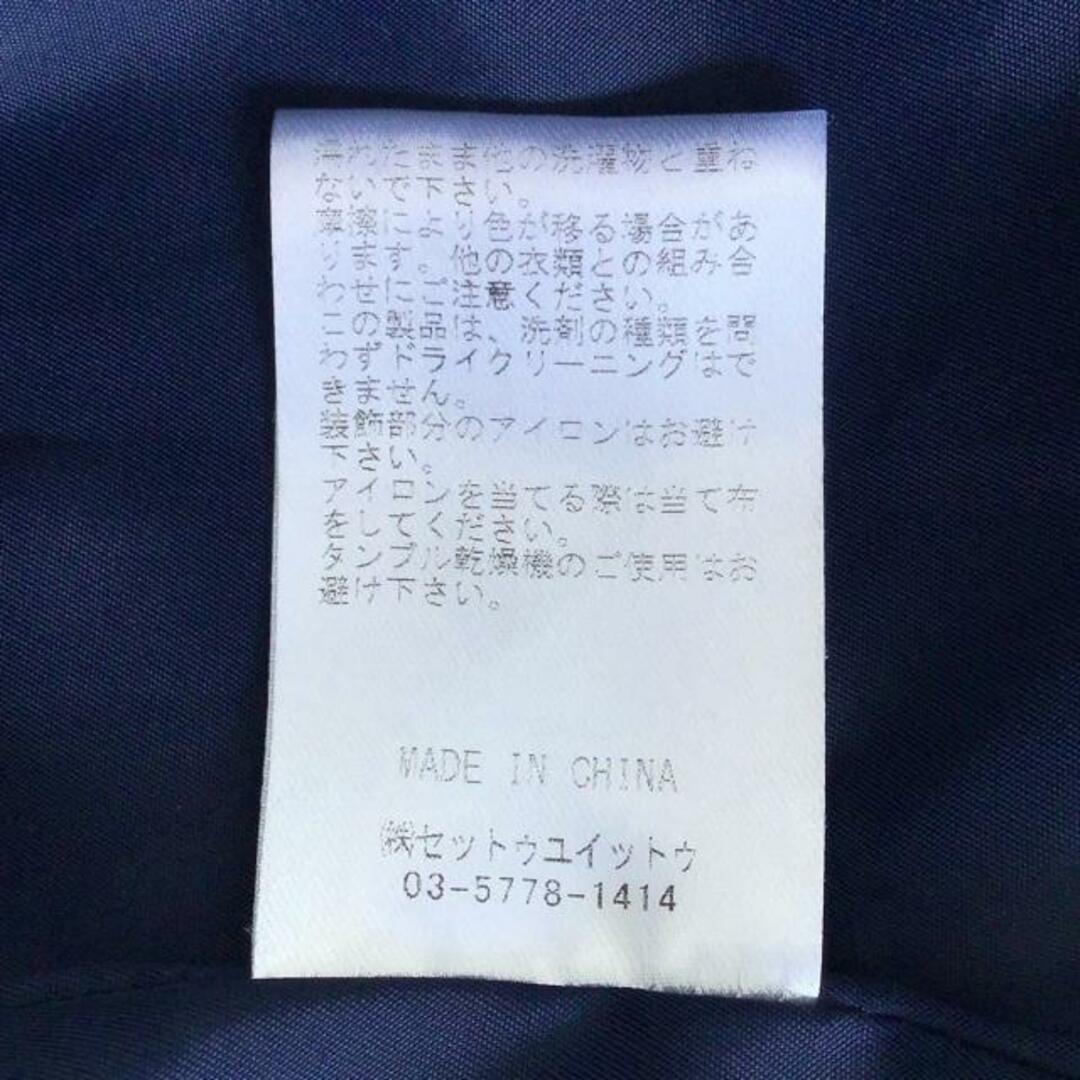 濡れたまま他の洗濯物と重ね
ないで下さい。
摩擦により色が移る場合があ
ります。他の衣類との組み合
わせにご注意ください。
この製品は、洗剤の種類を問
わずドライクリーニングはで
きません。
装飾部分のアイロンはお避け
下さい。
アイロンを当てる際は当て布
をしてください。
タンブル乾燥機のご使用はお
避け下さい。
MADE IN CHINA
㈱セットゥユイットゥ
03-5778-1414